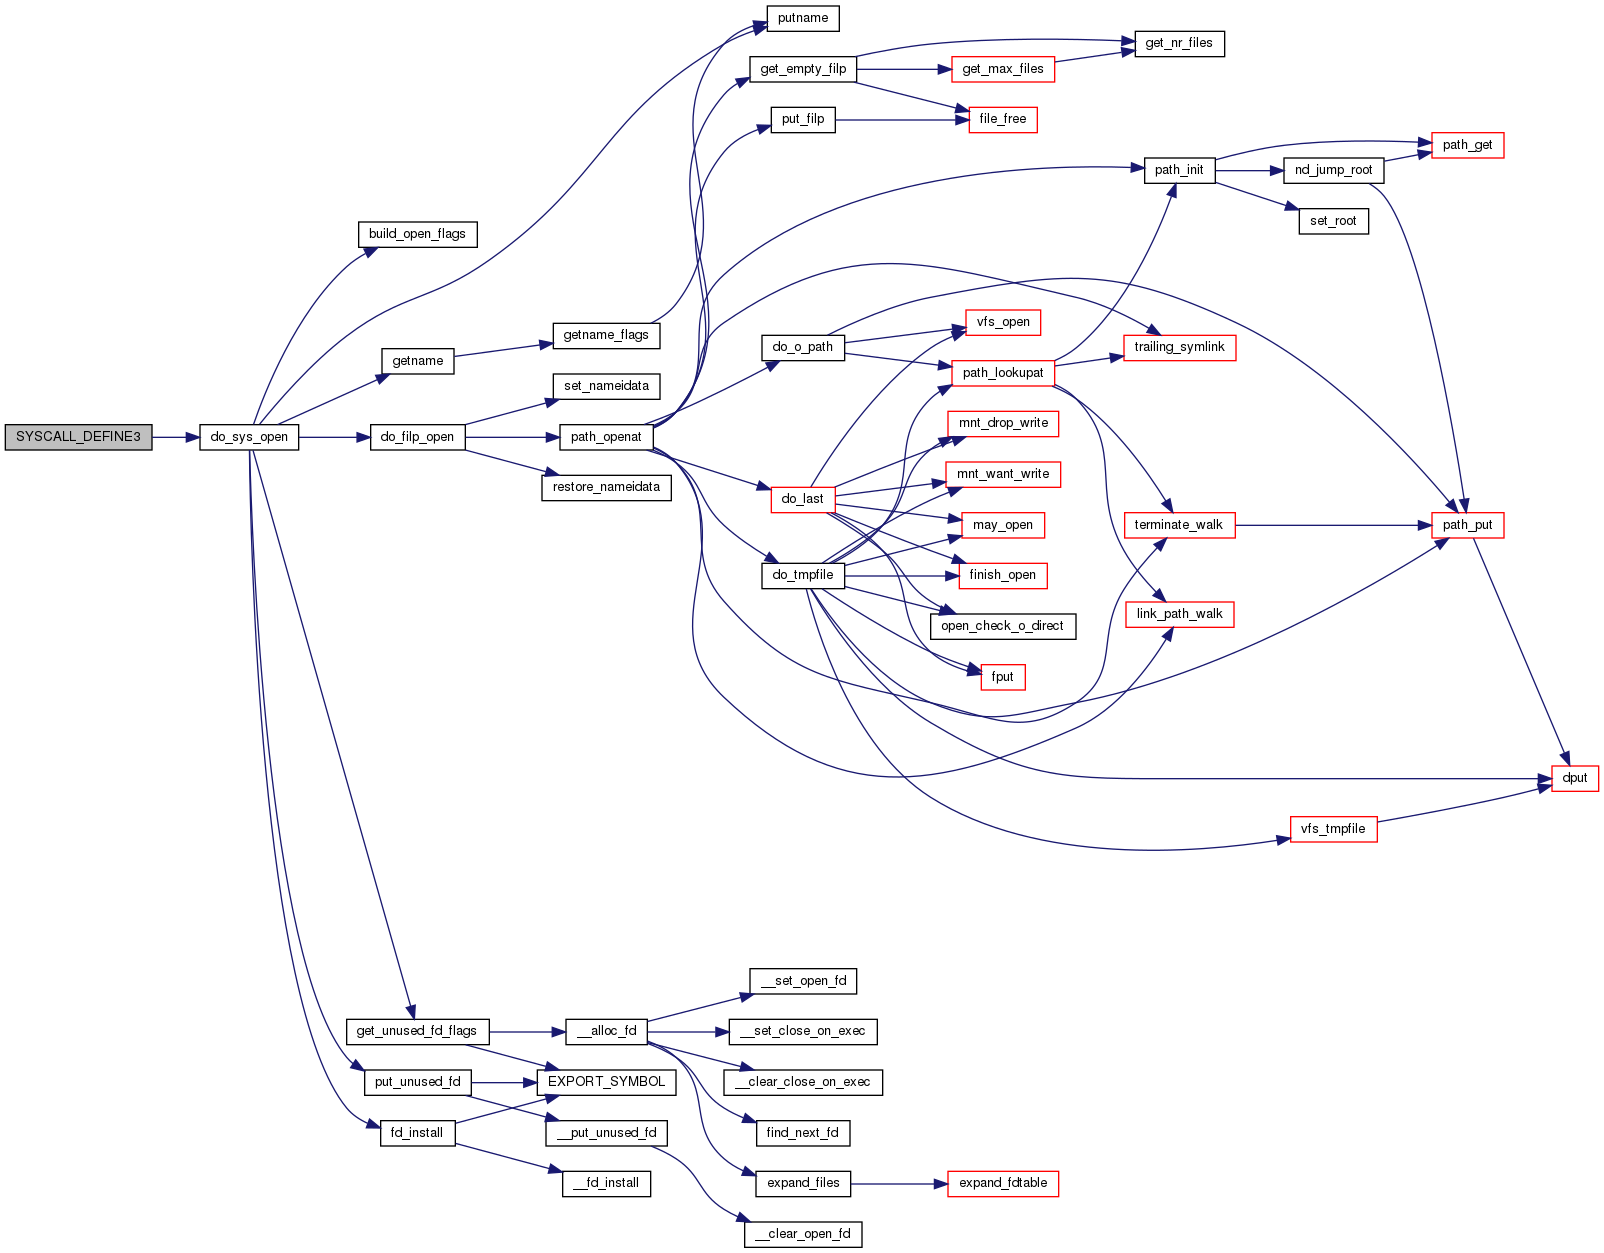 putname
get_nr_files
get_empty_filp
get_max_files
put_filp
file_free
path_get
path_init
nd_jump_root
set_root
build_open_flags
vfs_open
getname_flags
do_o_path
trailing_symlink
getname
path_lookupat
set_nameidata
mnt_drop_write
SYSCALL_DEFINE3
do_sys_open
do_filp_open
path_openat
mnt_want_write
restore_nameidata
do_last
may_open
terminate_walk
path_put
do_tmpfile
finish_open
link_path_walk
open_check_o_direct
fput
dput
vfs_tmpfile
__set_open_fd
get_unused_fd_flags
__alloc_fd
__set_close_on_exec
put_unused_fd
EXPORT_SYMBOL
__clear_close_on_exec
fd_install
__put_unused_fd
find_next_fd
__fd_install
expand_files
expand_fdtable
__clear_open_fd